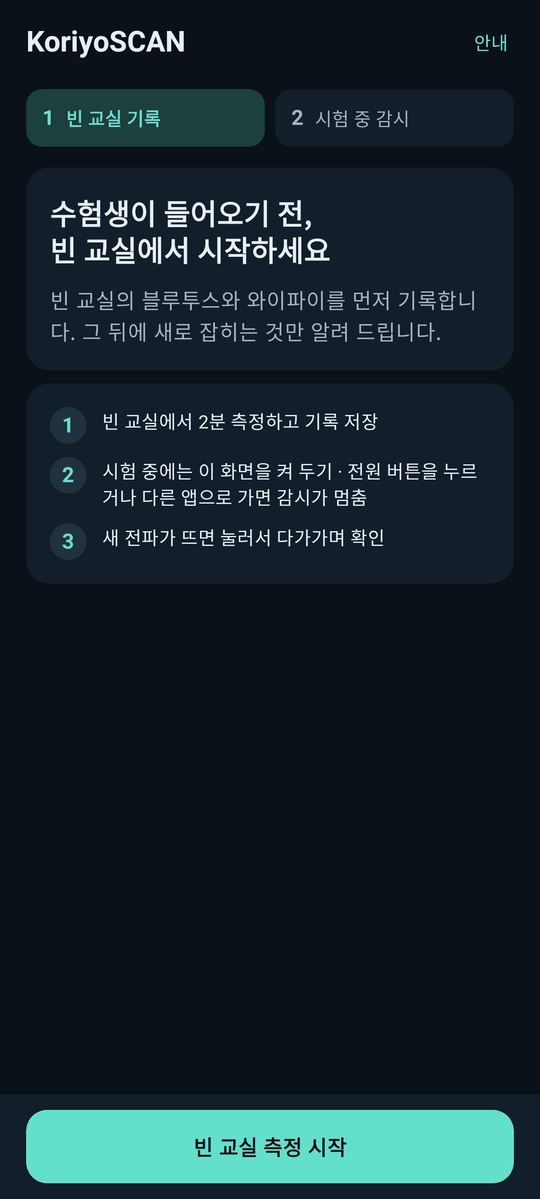 KoriyoSCAN
안내
1 빈 교실 기록
2 시험 중 감시
수험생이 들어오기 전,
빈 교실에서 시작하세요
빈 교실의 블루투스와 와이파이를 먼저 기록합니
다. 그 뒤에 새로 잡히는 것만 알려 드립니다.
1 빈 교실에서 2분 측정하고 기록 저장
2 시험 중에는 이 화면을 켜 두기 · 전원 버튼을 누르
거나 다른 앱으로 가면 감시가 멈춤
3 새 전파가 뜨면 눌러서 다가가며 확인
빈 교실 측정 시작